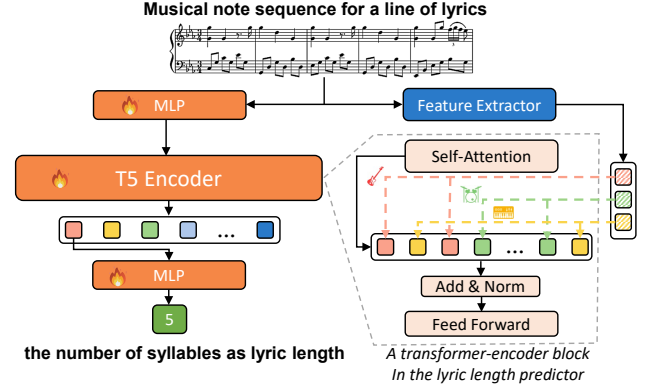 Musical note sequence for a line of lyrics
MLP
Feature Extractor
T5 Encoder
Self-Attention
...
...
MLP
Add & Norm
5
Feed Forward
the number of syllables as lyric length
A transformer-encoder block
In the lyric length predictor